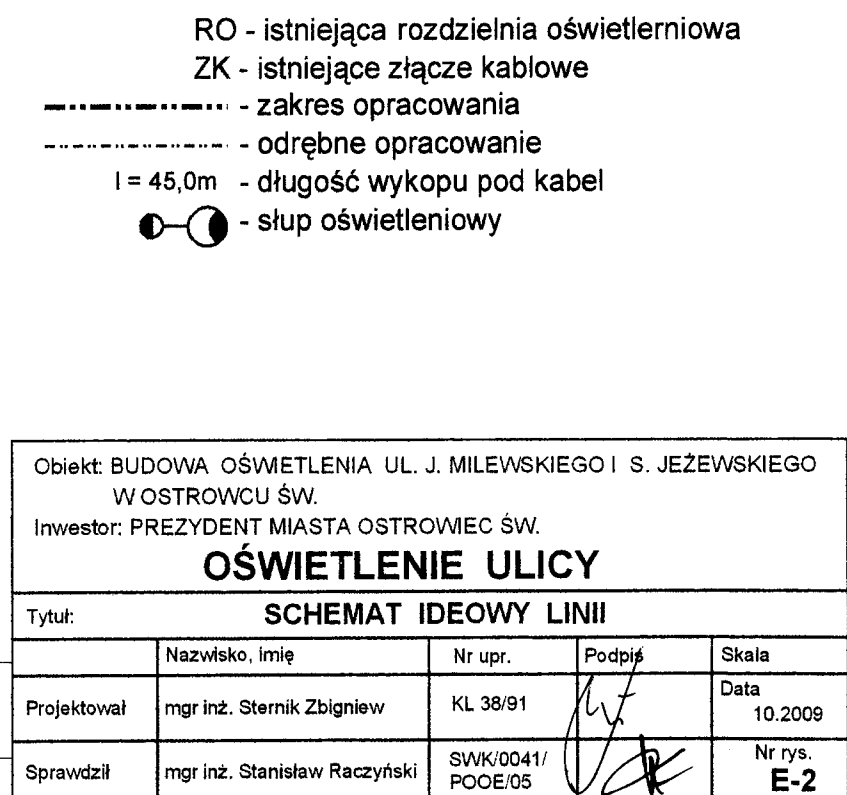 RO - istniejąca rozdzielnia oświetlerniowa
ZK - istniejące złącze kablowe
- zakres opracowania
- odrębne opracowanie
l = 45,0m - długość wykopu pod kabel
- słup oświetleniowy
Obiekt: BUDOWA OŚWIETLENIA UL. J. MILEWSKIEGO I S. JEŻEWSKIEGO
W OSTROWCU ŚW.
Inwestor: PREZYDENT MIASTA OSTROWIEC ŚW.
OŚWIETLENIE ULICY
Tytuł: SCHEMAT IDEOWY LINII
Nazwisko, imię Nr upr. Podpis Skala
Projektował mgr inż. Sternik Zbigniew KL 38/91 Data
10.2009
Sprawdził mgr inż. Stanisław Raczyński SWK/0041/
POOE/05 Nr rys.
E-2